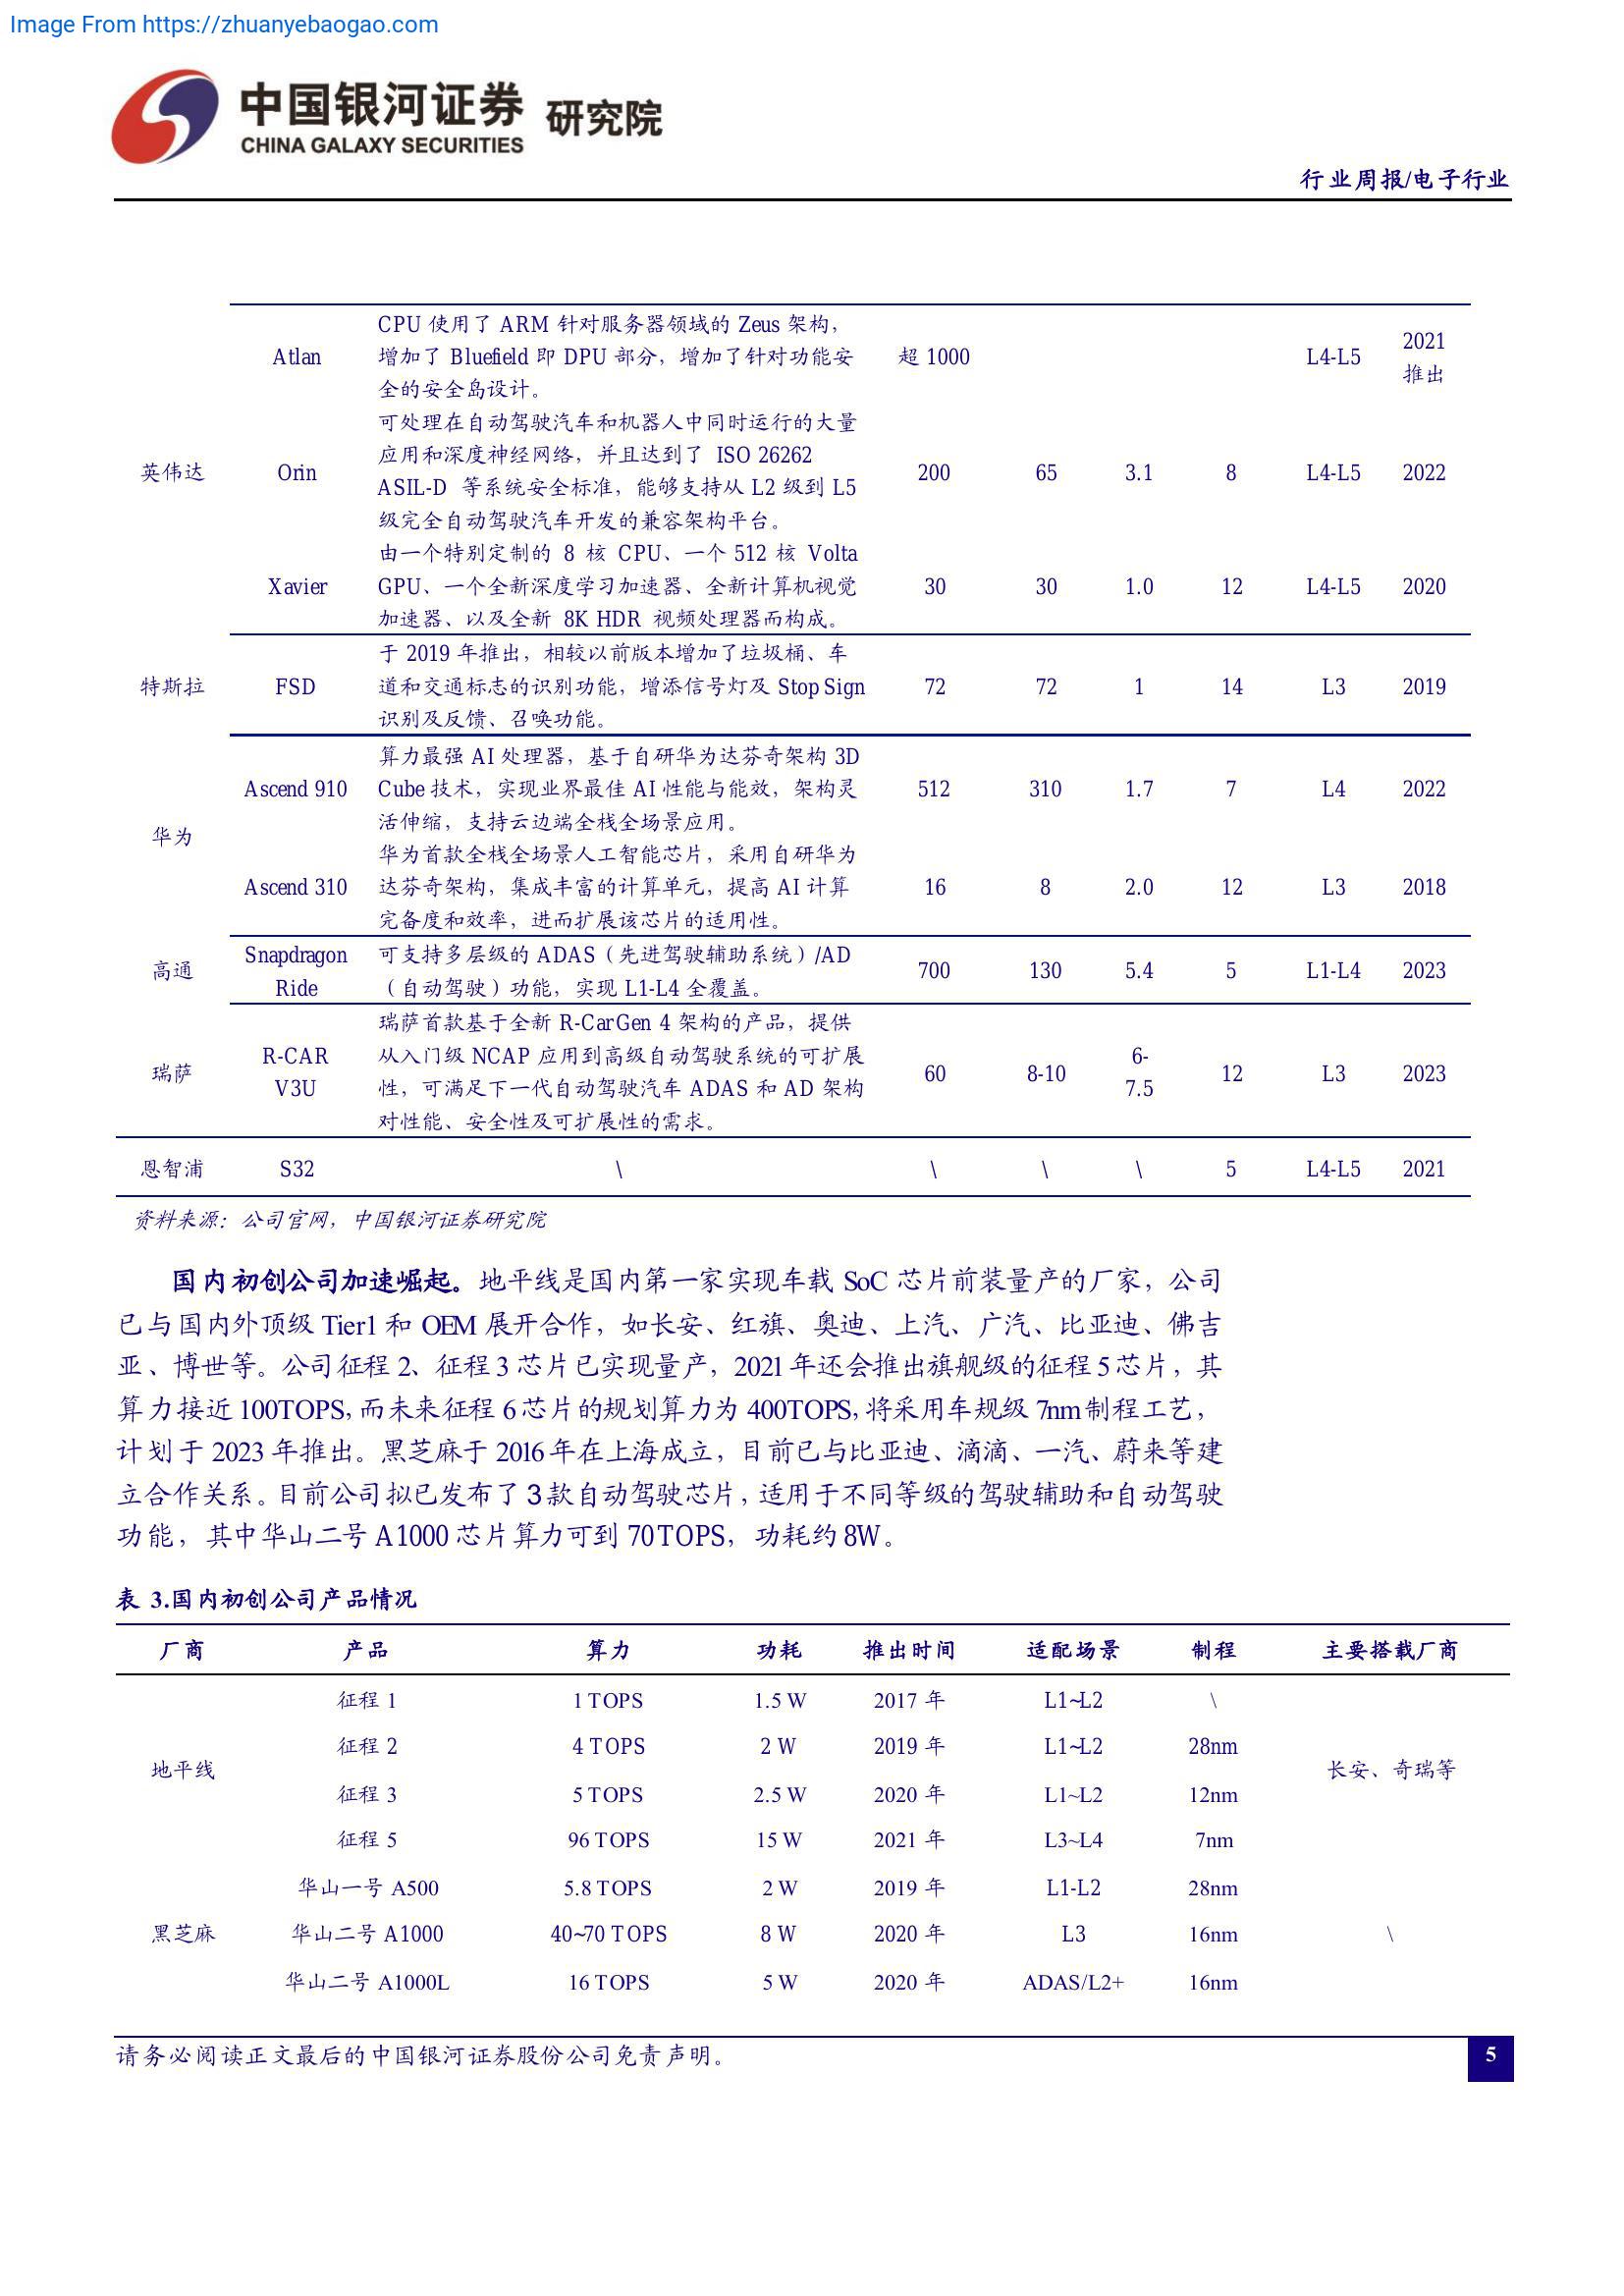 Image From https://zhuanyebaogao.com
中国银河证券 研究院
CHINA GALAXY SECURITIES
行业周报/电子行业
CPU 使用了 ARM 针对服务器领域的 Zeus 架构，
增加了 Bluefield 即 DPU 部分，增加了针对功能安
全的安全岛设计。
Atlan 超 1000 L4-L5 2021
推出
英伟达
可处理在自动驾驶汽车和机器人中同时运行的大量
应用和深度神经网络，并且达到了 ISO 26262
ASIL-D 等系统安全标准，能够支持从 L2 级到 L5
级完全自动驾驶汽车开发的兼容架构平台。
Orin 200 65 3.1 8 L4-L5 2022
由一个特别定制的 8 核 CPU、一个 512 核 Volta
GPU、一个全新深度学习加速器、全新计算机视觉
加速器、以及全新 8K HDR 视频处理器而构成。
Xavier 30 30 1.0 12 L4-L5 2020
于 2019 年推出，相较以前版本增加了垃圾桶、车
道和交通标志的识别功能，增添信号灯及 Stop Sign
识别及反馈、召唤功能。
特斯拉 FSD 72 72 1 14 L3 2019
算力最强 AI 处理器，基于自研华为达芬奇架构 3D
Cube 技术，实现业界最佳 AI 性能与能效，架构灵
活伸缩，支持云边端全栈全场景应用。
Ascend 910 512 310 1.7 7 L4 2022
华为
华为首款全栈全场景人工智能芯片，采用自研华为
达芬奇架构，集成丰富的计算单元，提高 AI 计算
完备度和效率，进而扩展该芯片的适用性。
Ascend 310 16 8 2.0 12 L3 2018
高通
Snapdragon
Ride
可支持多层级的 ADAS（先进驾驶辅助系统）/AD
（自动驾驶）功能，实现 L1-L4 全覆盖。
700 130 5.4 5 L1-L4 2023
瑞萨
R-CAR
V3U
瑞萨首款基于全新 R-CarGen 4 架构的产品，提供
从入门级 NCAP 应用到高级自动驾驶系统的可扩展
性，可满足下一代自动驾驶汽车 ADAS 和 AD 架构
对性能、安全性及可扩展性的需求。
60 8-10 6-
7.5 12 L3 2023
恩智浦 S32 \ \ \ \ 5 L4-L5 2021
资料来源：公司官网，中国银河证券研究院
国内初创公司加速崛起。地平线是国内第一家实现车载 SoC 芯片前装量产的厂家，公司
已与国内外顶级 Tier1 和 OEM 展开合作，如长安、红旗、奥迪、上汽、广汽、比亚迪、佛吉
亚、博世等。公司征程 2、征程 3 芯片已实现量产，2021 年还会推出旗舰级的征程 5 芯片，其
算力接近 100TOPS，而未来征程 6 芯片的规划算力为 400TOPS，将采用车规级 7nm 制程工艺，
计划于 2023 年推出。黑芝麻于 2016 年在上海成立，目前已与比亚迪、滴滴、一汽、蔚来等建
立合作关系。目前公司拟已发布了 3 款自动驾驶芯片，适用于不同等级的驾驶辅助和自动驾驶
功能，其中华山二号 A1000 芯片算力可到 70TOPS，功耗约 8W。
表 3.国内初创公司产品情况
厂商 产品 算力 功耗 推出时间 适配场景 制程 主要搭载厂商
征程 1 1 TOPS 1.5 W 2017 年 L1~L2 \
征程 2 4 TOPS 2 W 2019 年 L1~L2 28nm
地平线 长安、奇瑞等
征程 3 5 TOPS 2.5 W 2020 年 L1~L2 12nm
征程 5 96 TOPS 15 W 2021 年 L3~L4 7nm
华山一号 A500 5.8 TOPS 2 W 2019 年 L1-L2 28nm
黑芝麻 华山二号 A1000 40~70 TOPS 8 W 2020 年 L3 16nm \
华山二号 A1000L 16 TOPS 5 W 2020 年 ADAS/L2+ 16nm
请务必阅读正文最后的中国银河证券股份公司免责声明。
5